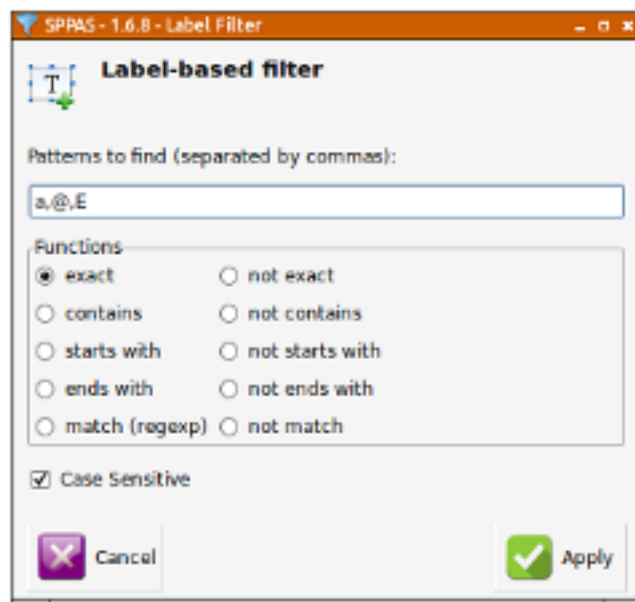 SPPAS - 1.6.8 - Label Filter
T
Label-based filter
Patterns to find (separated by commas):
a,@,E
Functions
exact not exact
contains not contains
starts with not starts with
ends with not ends with
match (regexp) not match
Case Sensitive
Cancel Apply